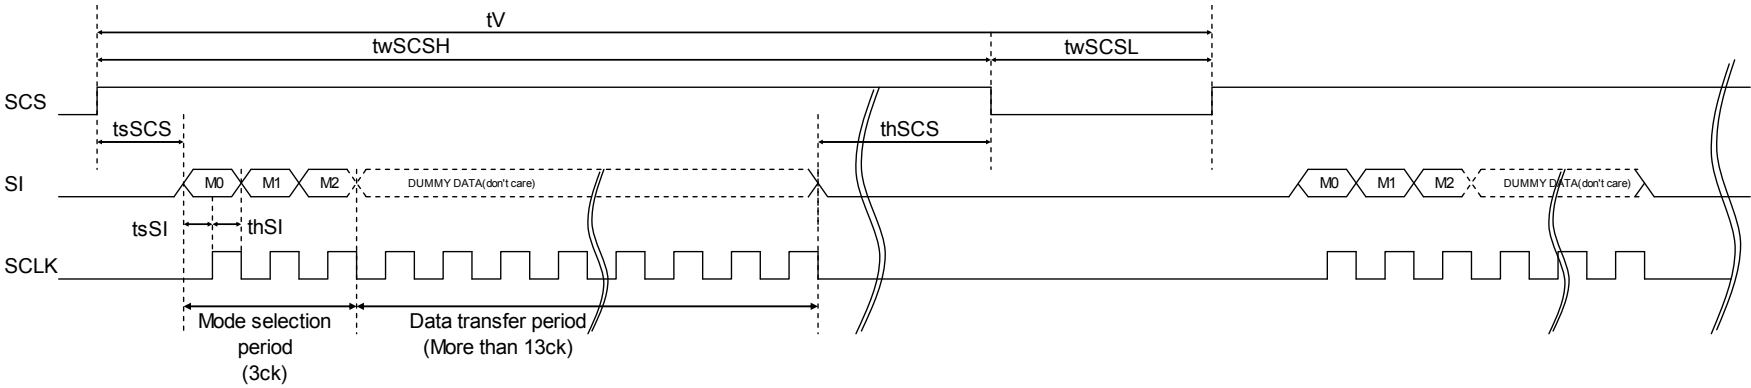 tV
twSCSH
twSCSL
SCS
tsSCS
thSCS
SI
M0
M1
M2
DUMMY DATA(don't care)
M0
M1
M2
DUMMY DATA(don't care)
tsSI
thSI
SCLK
Mode selection
period
(3ck)
Data transfer period
(More than 13ck)